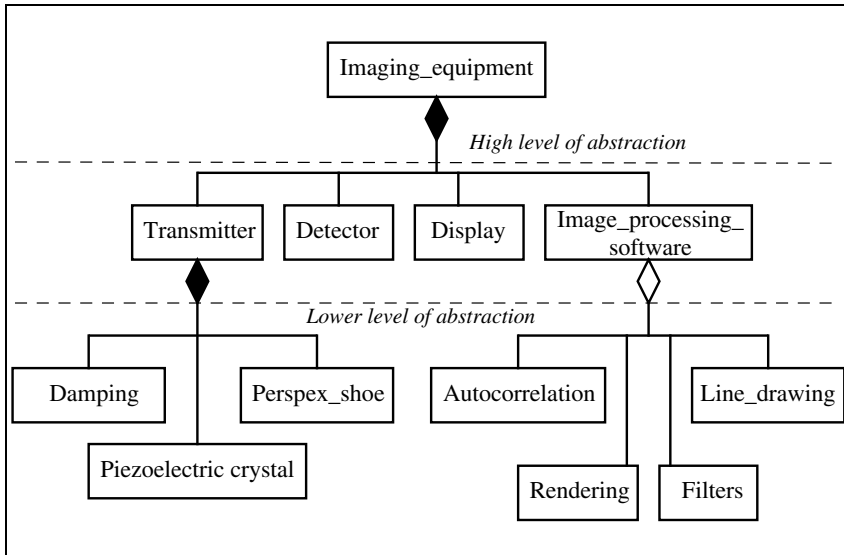 Imaging_equipment
High level of abstraction
Transmitter
Detector
Display
Image_processing_
software
Lower level of abstraction
Damping
Perspex_shoe
Autocorrelation
Line_drawing
Piezoelectric crystal
Rendering
Filters